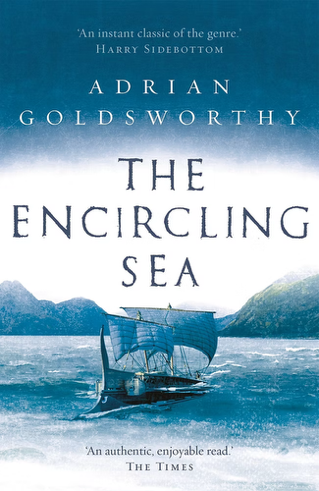 ‘An instant classic of the genre.’
HARRY SIDEBOTTOM
ADRIAN
GOLDSWORTHY
THE
ENCIRCLING
SEA
‘An authentic, enjoyable read.’
THE TIMES